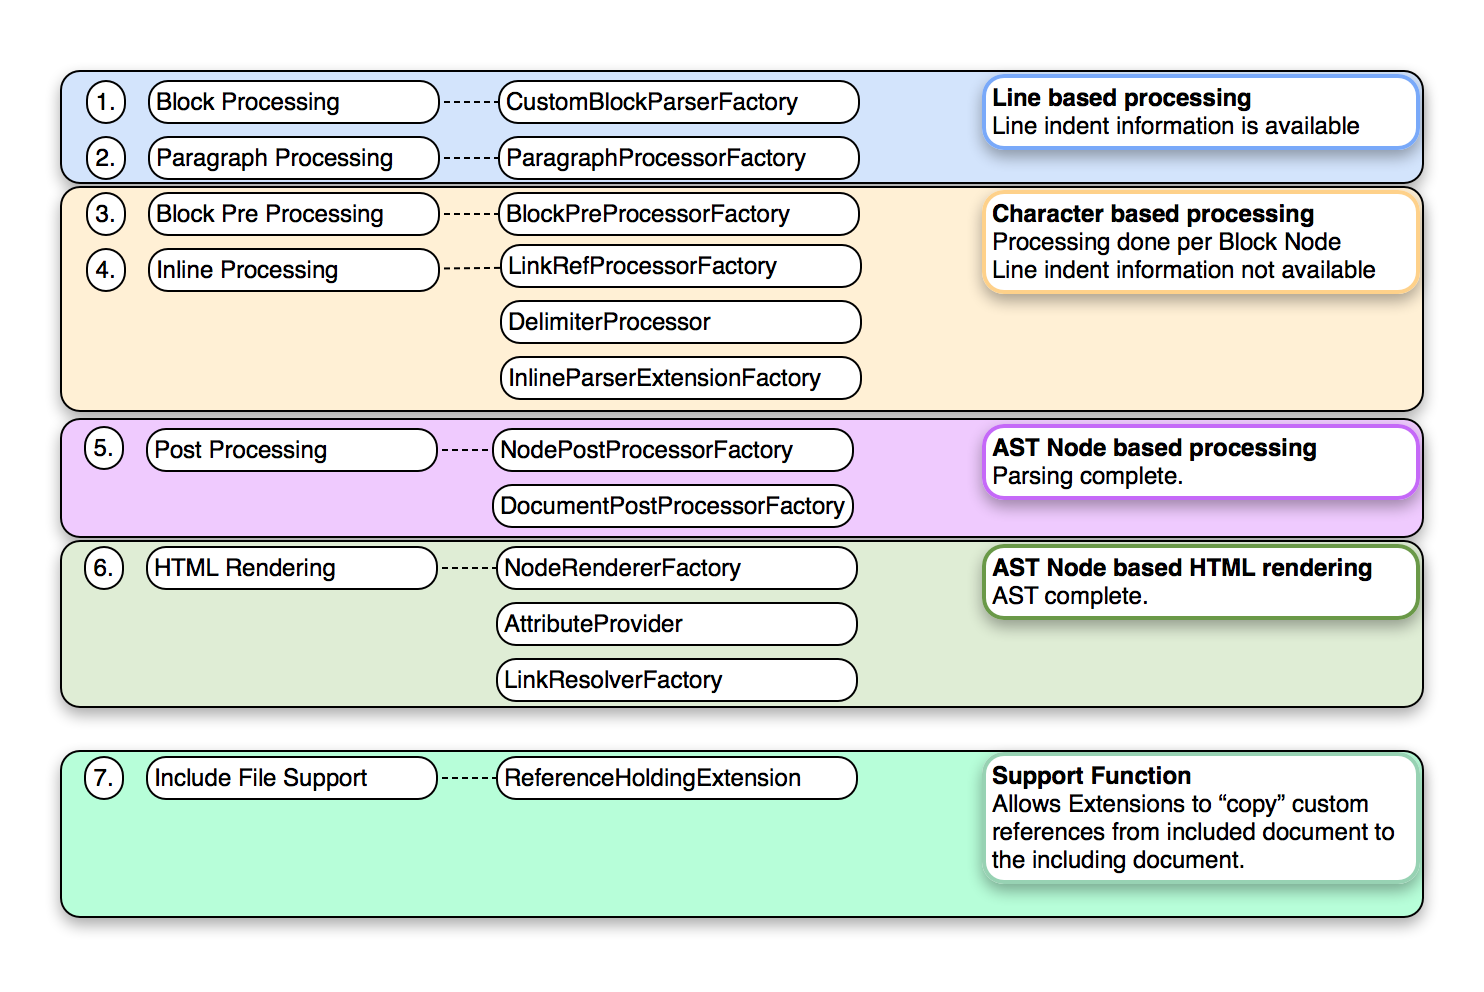 1. Block Processing CustomBlockParserFactory
Line based processing
Line indent information is available
2. Paragraph Processing ParagraphProcessorFactory
3. Block Pre Processing BlockPreProcessorFactory
Character based processing
Processing done per Block Node
Line indent information not available
4. Inline Processing LinkRefProcessorFactory
DelimiterProcessor
InlineParserExtensionFactory
5. Post Processing NodePostProcessorFactory
AST Node based processing
Parsing complete.
DocumentPostProcessorFactory
6. HTML Rendering NodeRendererFactory
AST Node based HTML rendering
AST complete.
AttributeProvider
LinkResolverFactory
7. Include File Support ReferenceHoldingExtension
Support Function
Allows Extensions to “copy” custom
references from included document to
the including document.